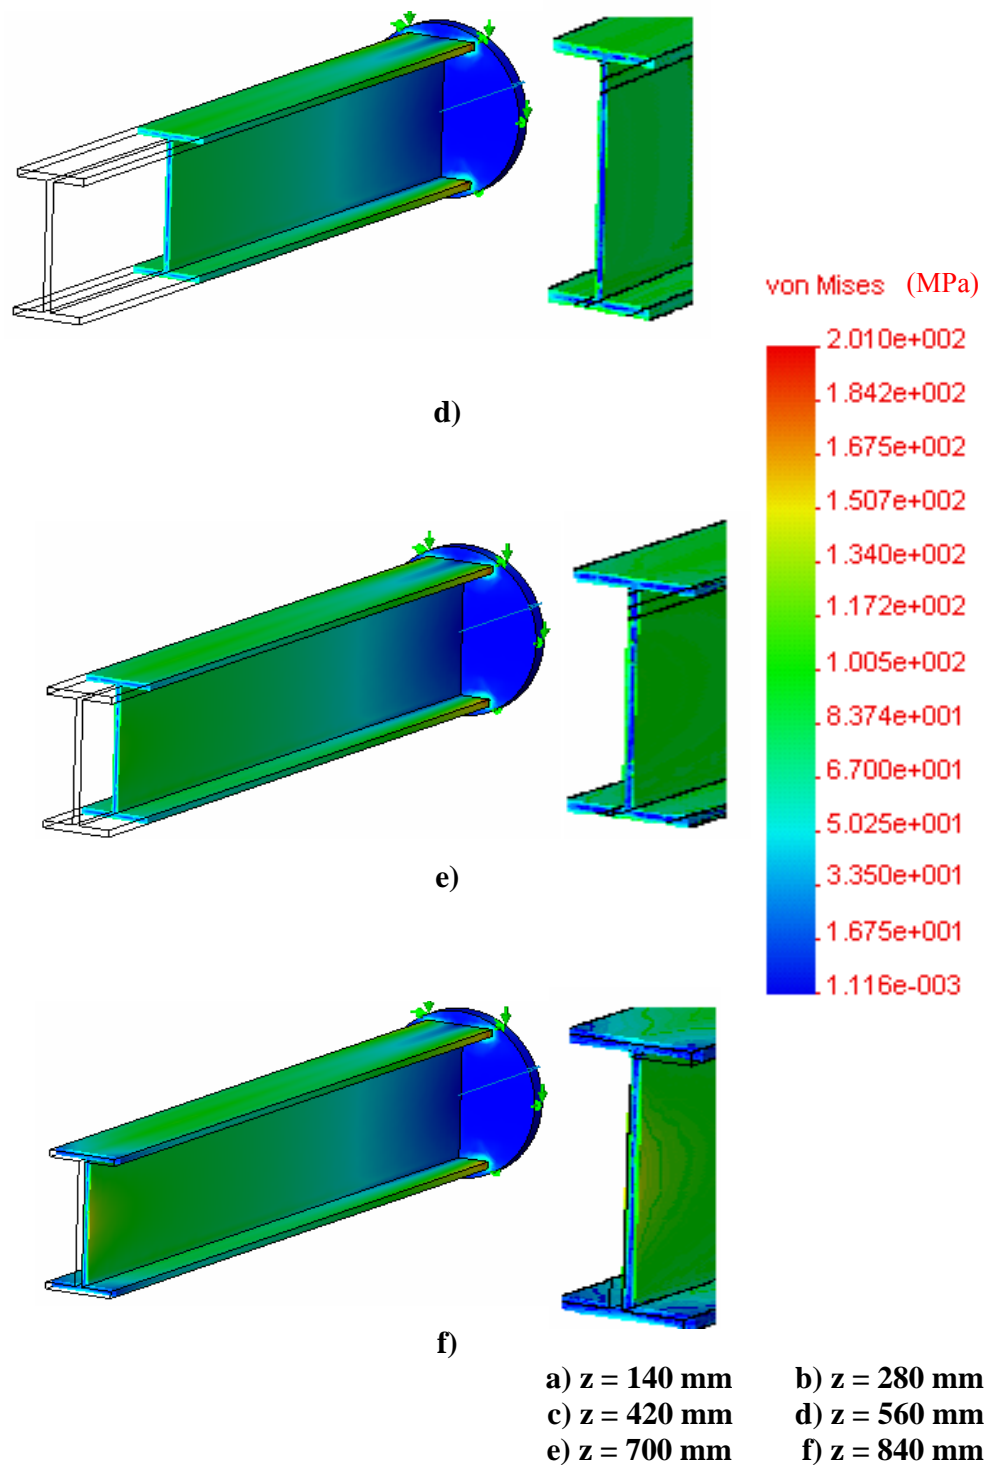 von Mises (MPa)
2.010e+002
1.842e+002
1.675e+002
1.507e+002
1.340e+002
1.172e+002
1.005e+002
8.374e+001
6.700e+001
5.025e+001
3.350e+001
1.675e+001
1.116e-003
d)
e)
f)
a) z = 140 mm b) z = 280 mm
c) z = 420 mm d) z = 560 mm
e) z = 700 mm f) z = 840 mm